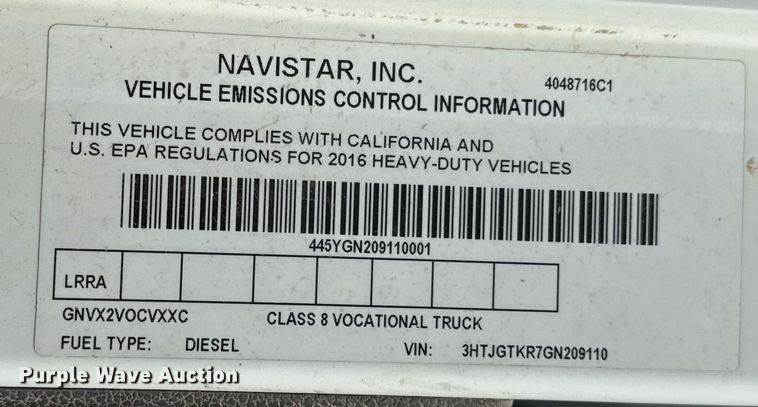 NAVISTAR, INC.
4048716C1
VEHICLE EMISSIONS CONTROL INFORMATION
THIS VEHICLE COMPLIES WITH CALIFORNIA AND
U.S. EPA REGULATIONS FOR 2016 HEAVY-DUTY VEHICLES
445YGN209110001
LRRA
GNVX2VOCVXXC CLASS 8 VOCATIONAL TRUCK
FUEL TYPE: DIESEL VIN: 3HTJGTKR7GN209110
Purple Wave Auction